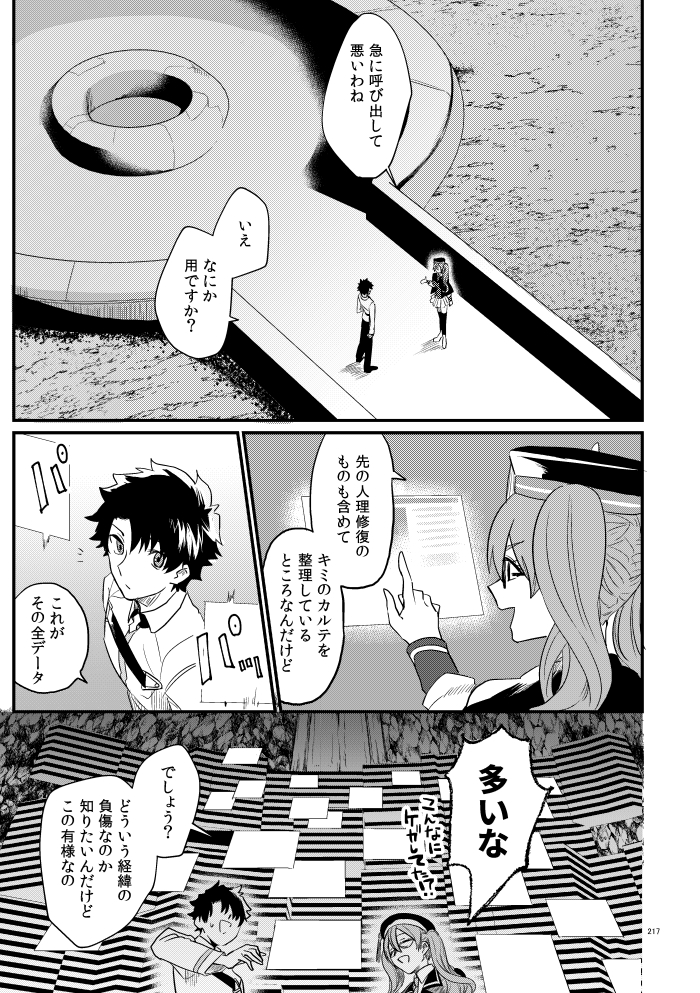 急に呼び出して
悪いわね
いえ
なにか
用ですか？
先の人理修復の
ものも含めて
キミのカルテを
整理している
ところなんだけど
パッ
パッ
これが
その全データ
多いな
こんなに
ケガしてた!?
でしょう？
どういう経緯の
負傷なのか
知りたいんだけど
この有様なの
217